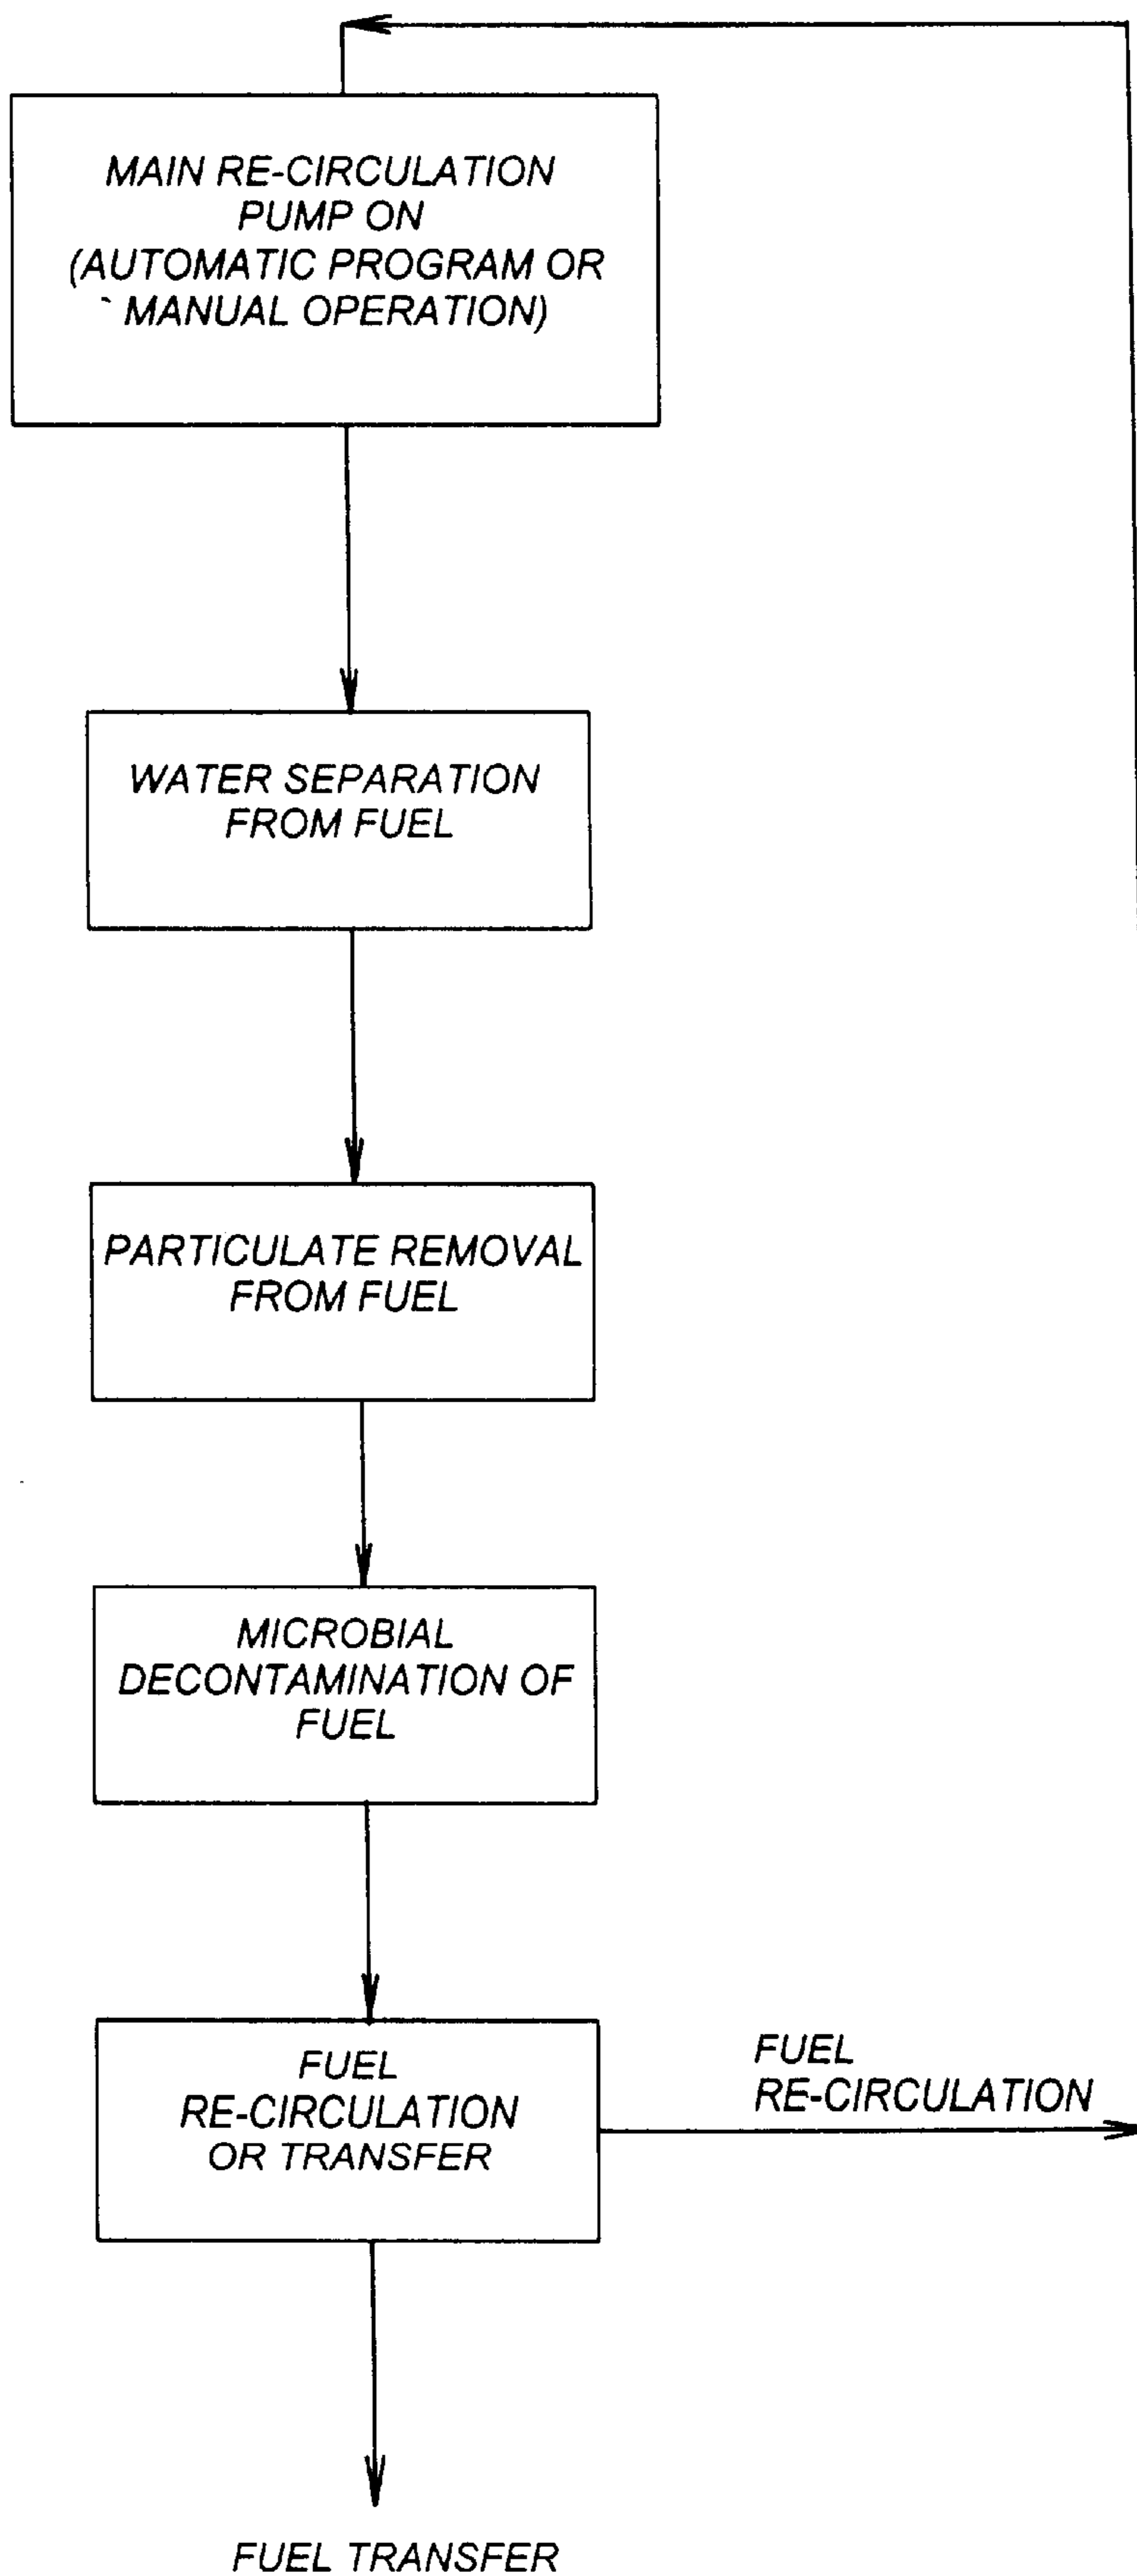 MAIN RE-CIRCULATION
PUMP ON
(AUTOMATIC PROGRAM OR
MANUAL OPERATION)
WATER SEPARATION
FROM FUEL
PARTICULATE REMOVAL
FROM FUEL
MICROBIAL
DECONTAMINATION OF
FUEL
FUEL
RE-CIRCULATION
OR TRANSFER
FUEL
RE-CIRCULATION
FUEL TRANSFER